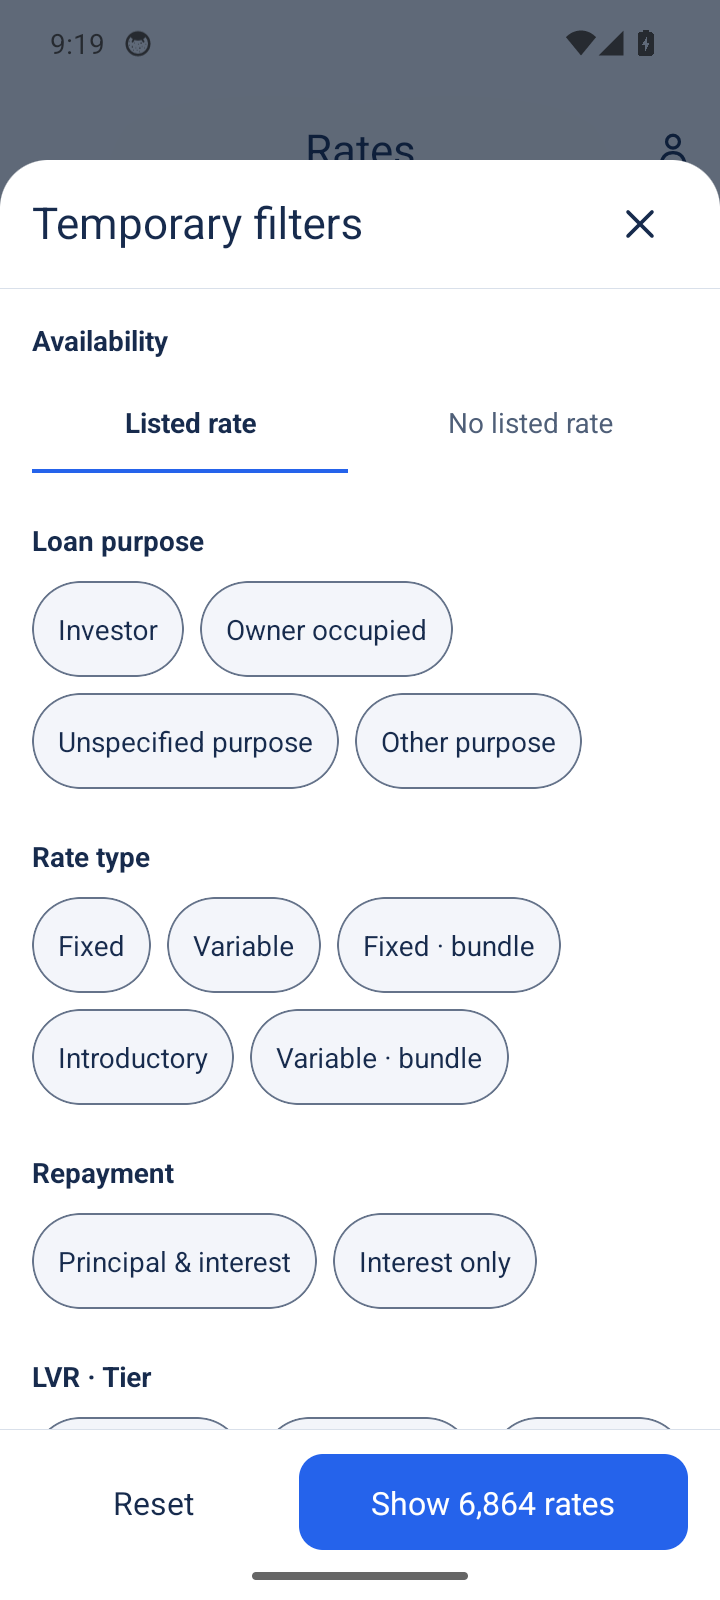 9:19
Rates
Temporary filters
Availability
Listed rate
No listed rate
Loan purpose
Investor
Owner occupied
Unspecified purpose
Other purpose
Rate type
Fixed
Variable
Fixed · bundle
Introductory
Variable · bundle
Repayment
Principal & interest
Interest only
LVR · Tier
Reset
Show 6,864 rates